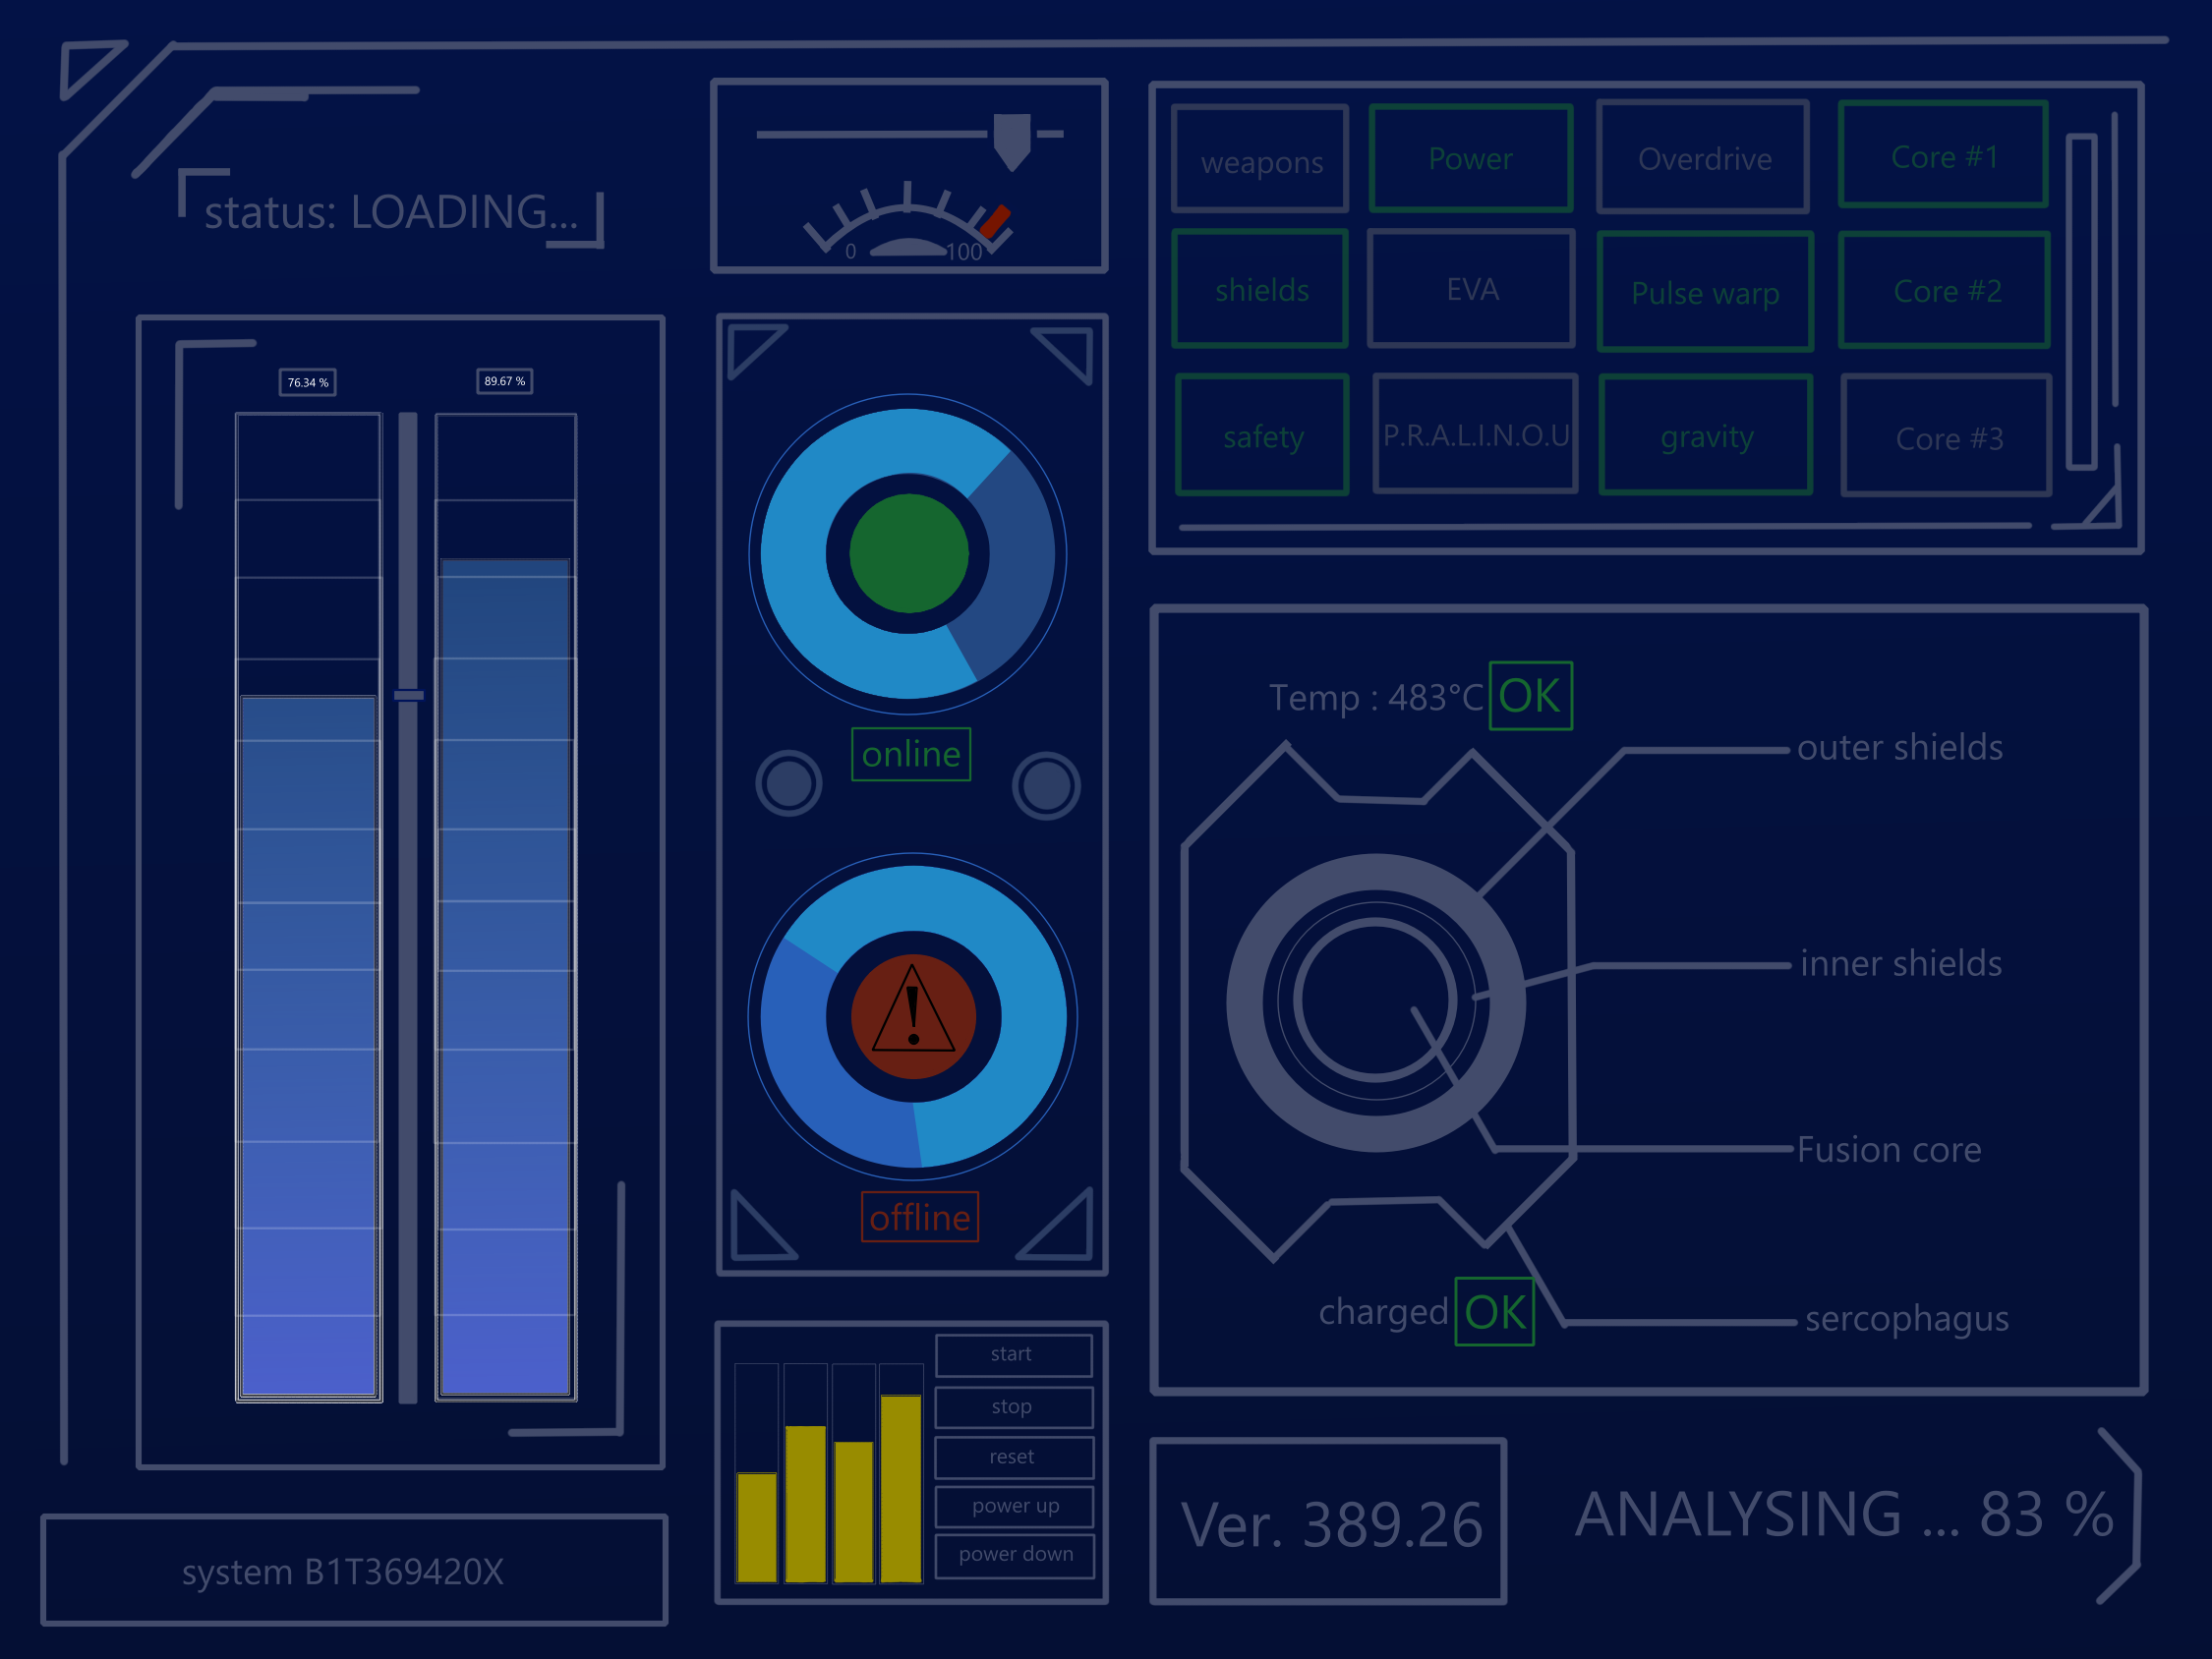 status: LOADING...
0 100
weapons Power Overdrive Core #1
shields EVA Pulse warp Core #2
safety P.R.A.L.I.N.O.U gravity Core #3
76.34 % 89.67 %
online
!
offline
Temp : 483°C OK
outer shields
inner shields
Fusion core
charged OK
sercophagus
start
stop
reset
power up
power down
system B1T369420X
Ver. 389.26
ANALYSING ... 83 %